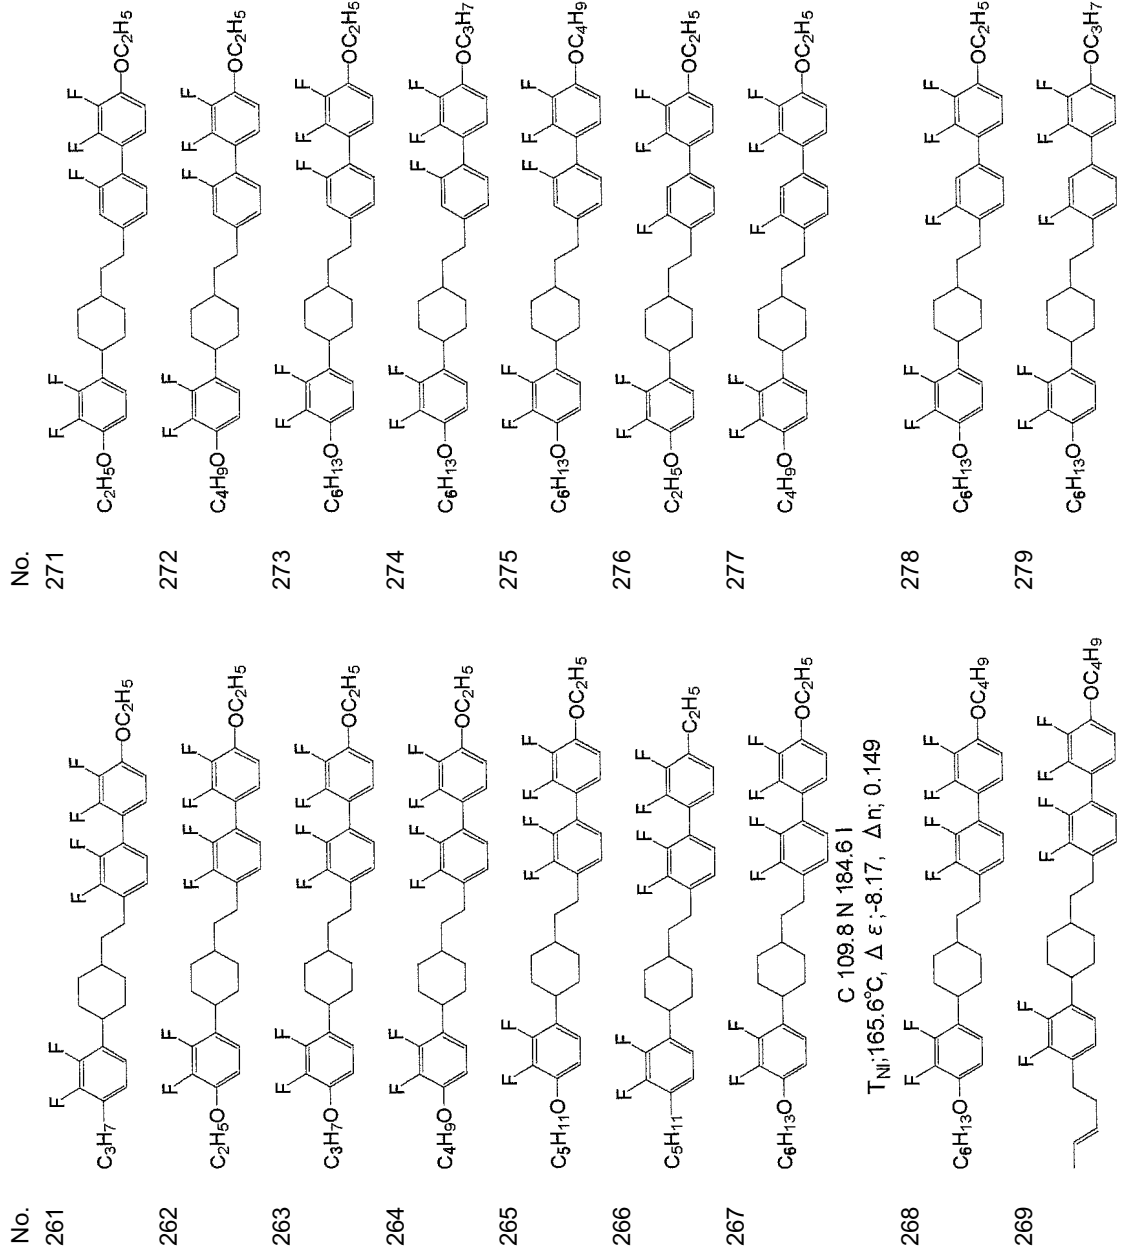 No.
261 C3H7 F F F F F F OC2H5
262 C2H5O F F F F F F OC2H5
263 C3H7O F F F F F F OC2H5
264 C4H9O F F F F F F OC2H5
265 C5H11O F F F F F F OC2H5
266 C5H11 F F F F F F C2H5
267 C6H13O F F F F F F OC2H5
C 109.8 N 184.6 I
TNI;165.6°C, Δ ε;-8.17, Δn; 0.149
268 C6H13O F F F F F F OC4H9
269 F F F F F F OC4H9
No.
271 C2H5O F F F F F OC2H5
272 C4H9O F F F F F OC2H5
273 C6H13O F F F F F OC2H5
274 C6H13O F F F F F OC3H7
275 C6H13O F F F F F OC4H9
276 C2H5O F F F F F OC2H5
277 C4H9O F F F F F OC2H5
278 C6H13O F F F F F OC2H5
279 C6H13O F F F F F OC3H7